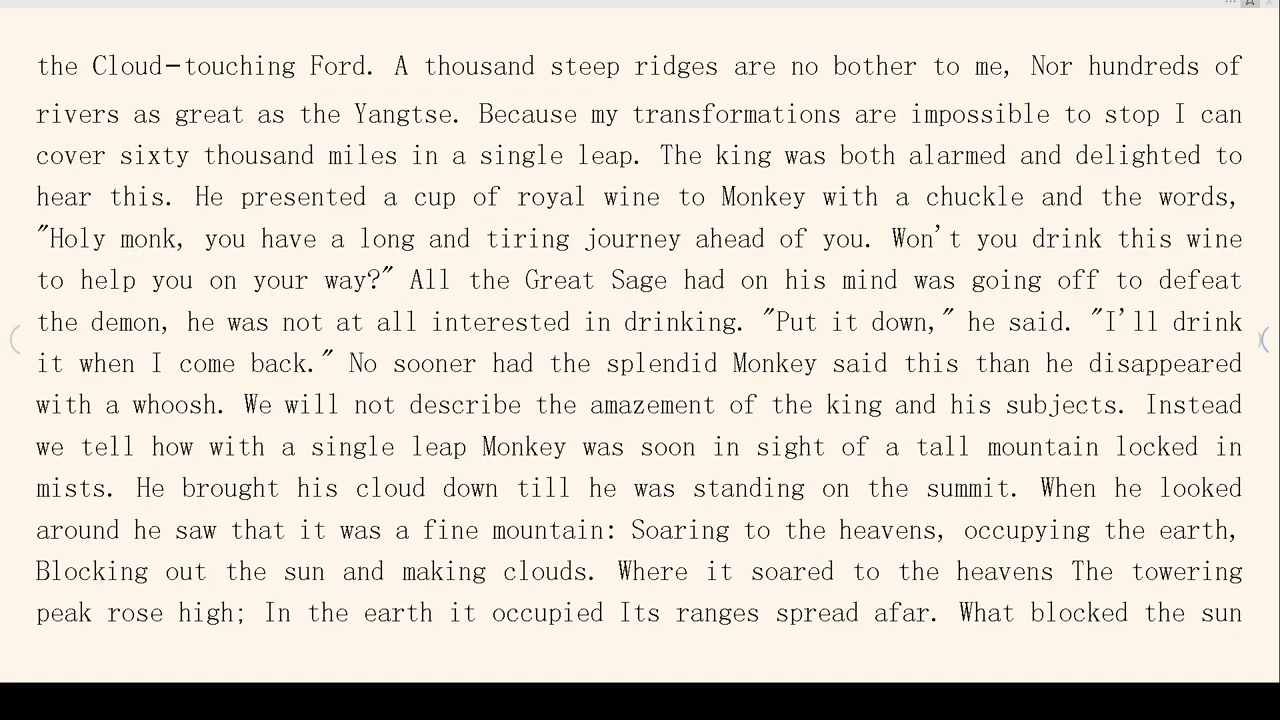 the Cloud-touching Ford. A thousand steep ridges are no bother to me, Nor hundreds of
rivers as great as the Yangtse. Because my transformations are impossible to stop I can
cover sixty thousand miles in a single leap. The king was both alarmed and delighted to
hear this. He presented a cup of royal wine to Monkey with a chuckle and the words,
"Holy monk, you have a long and tiring journey ahead of you. Won't you drink this wine
to help you on your way?" All the Great Sage had on his mind was going off to defeat
the demon, he was not at all interested in drinking. "Put it down," he said. "I'll drink
it when I come back." No sooner had the splendid Monkey said this than he disappeared
with a whoosh. We will not describe the amazement of the king and his subjects. Instead
we tell how with a single leap Monkey was soon in sight of a tall mountain locked in
mists. He brought his cloud down till he was standing on the summit. When he looked
around he saw that it was a fine mountain: Soaring to the heavens, occupying the earth,
Blocking out the sun and making clouds. Where it soared to the heavens The towering
peak rose high; In the earth it occupied Its ranges spread afar. What blocked the sun